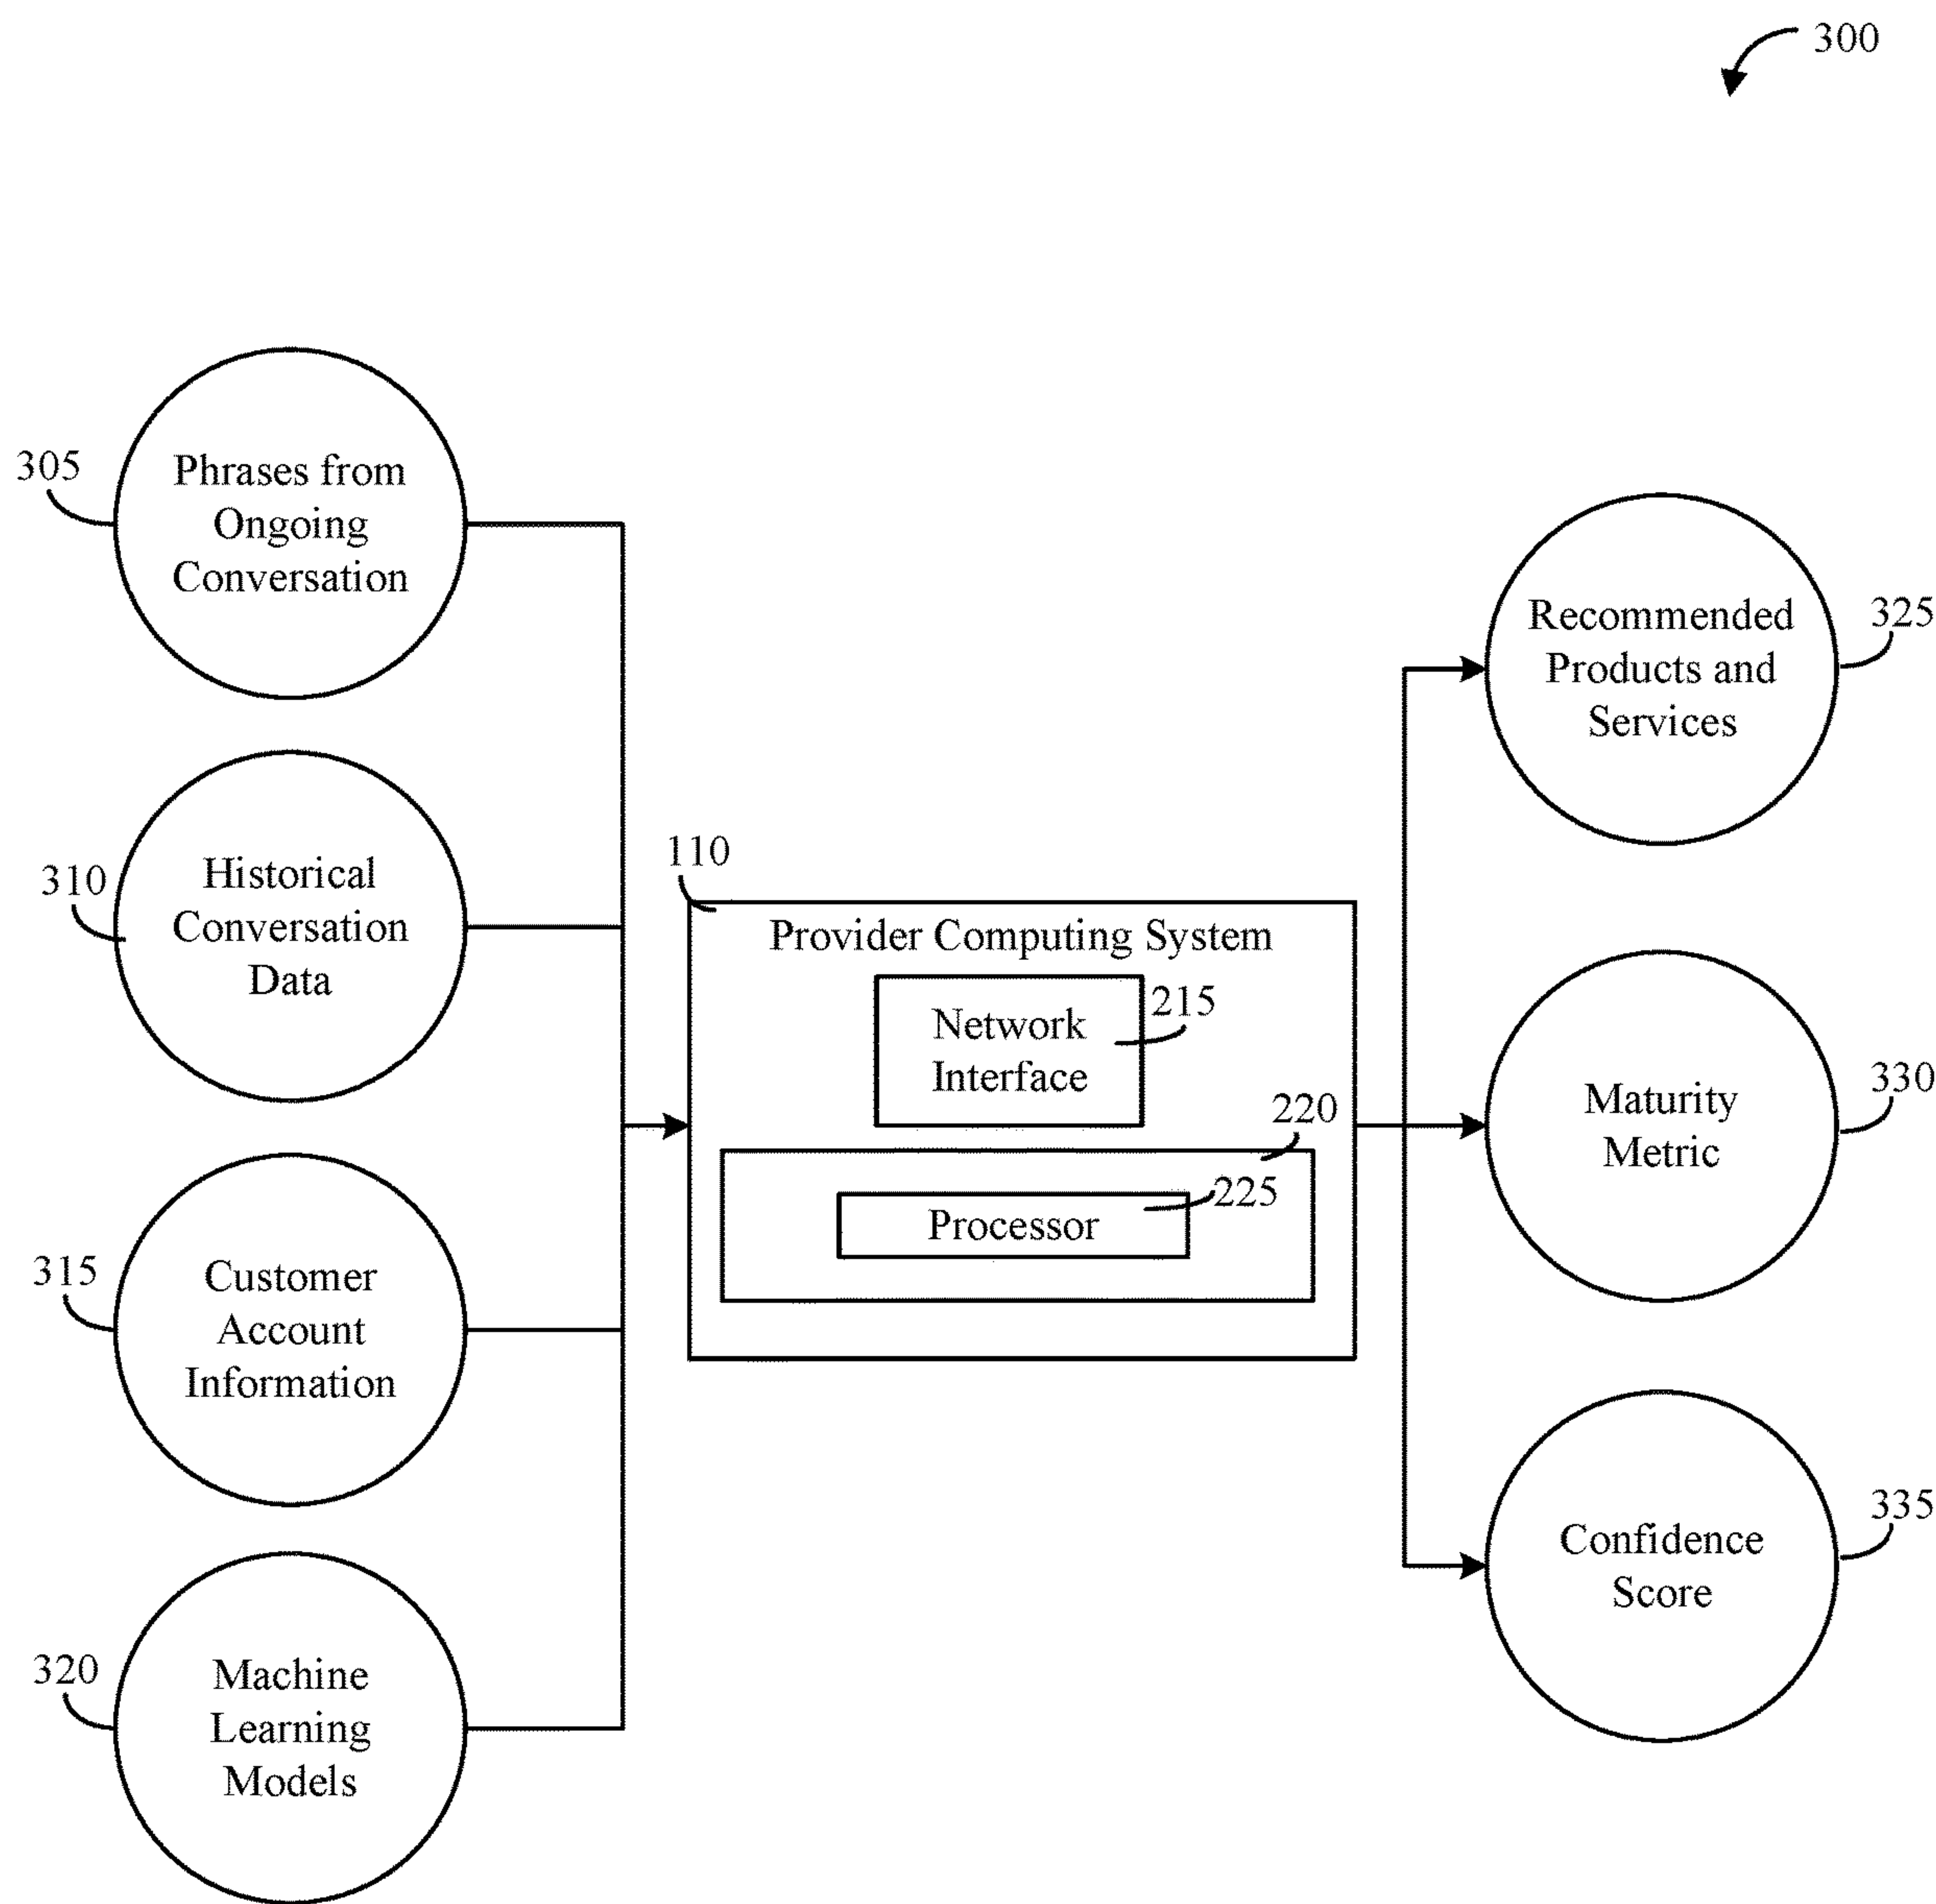 300
305
Phrases from
Ongoing
Conversation
310
Historical
Conversation
Data
315
Customer
Account
Information
320
Machine
Learning
Models
110
Provider Computing System
Network
Interface
215
220
Processor
225
Recommended
Products and
Services
325
Maturity
Metric
330
Confidence
Score
335